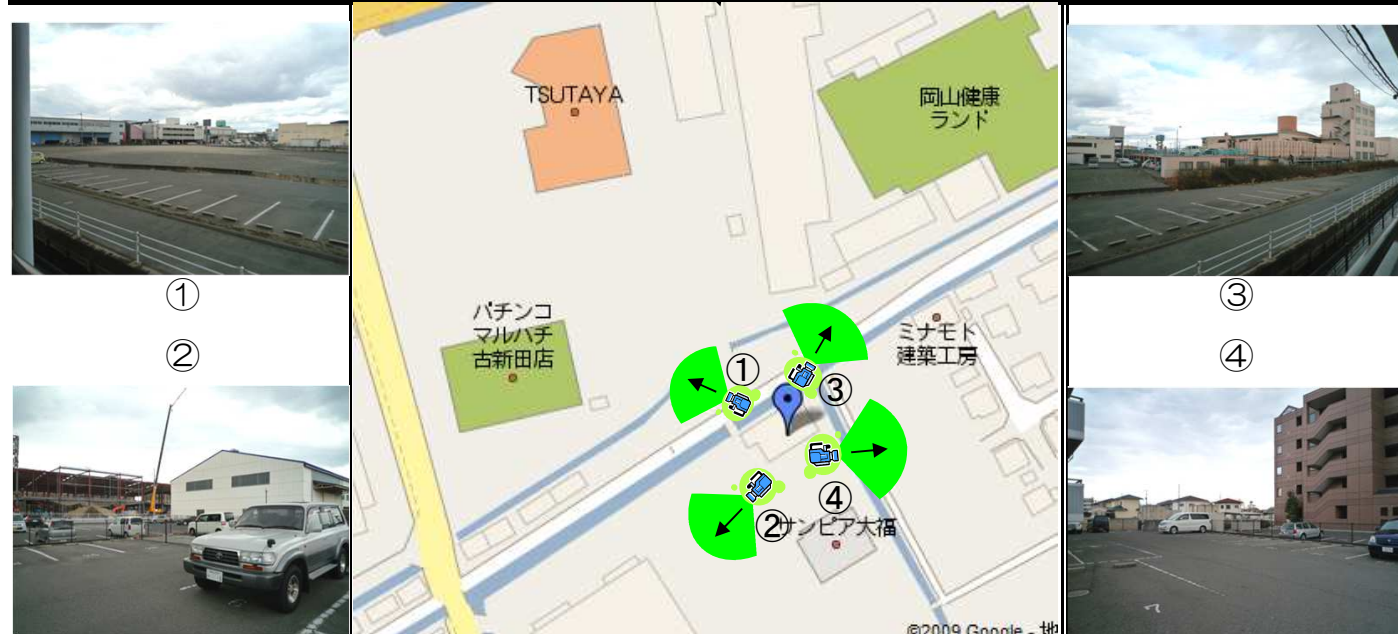 ①
②
TSUTAYA
岡山健康
ランド
パチンコ
マルハチ
古新田店
ミナモト
建築工房
①
③
④
②
サンピア大福
©2009 Google - 地
③
④